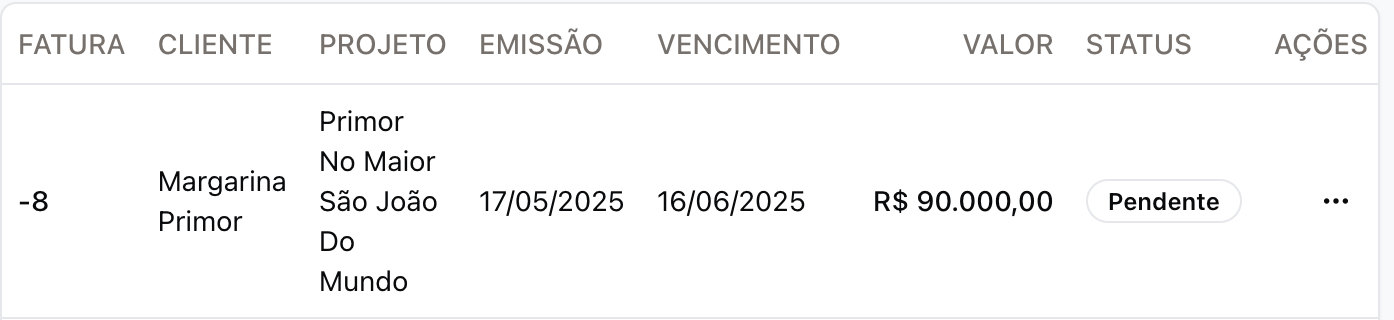 FATURA CLIENTE PROJETO EMISSÃO VENCIMENTO VALOR STATUS AÇÕES
-8
Margarina
Primor
Primor
No Maior
São João
Do
Mundo
17/05/2025
16/06/2025
R$ 90.000,00
Pendente
...